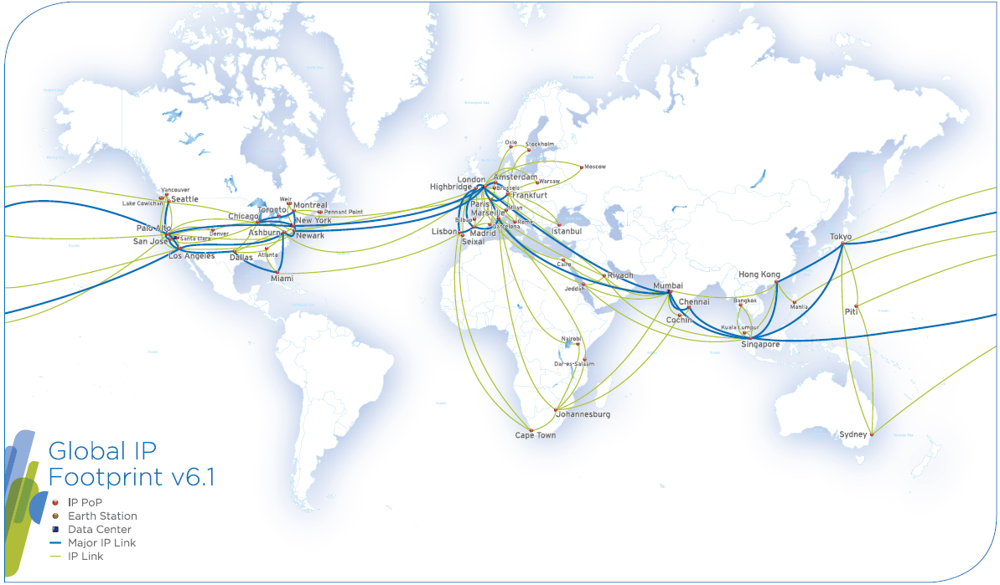 Oslo
Stockholm
Moscow
London
Amsterdam
Warsaw
Highbridge
Brussels
Frankfurt
Vancouver
Lake Cowichan
Seattle
Weir
Montreal
Toronto
Pennant Point
Chicago
New York
Paris
Milan
Marseille
Rome
Bilbao
Barcelona
Istanbul
Palo Alto
Denver
Ashburn
Newark
Lisbon
Madrid
San Jose
Santa clara
Seixal
Tokyo
Los Angeles
Dallas
Atlanta
Miami
Cairo
Riyadh
Hong Kong
Jeddah
Mumbai
Chennai
Bangkok
Manila
Piti
Cochin
Kuala Lumpur
Singapore
Nairobi
Dar-es-Salaam
Johannesburg
Cape Town
Sydney
Global IP
Footprint v6.1
IP PoP
Earth Station
Data Center
Major IP Link
IP Link